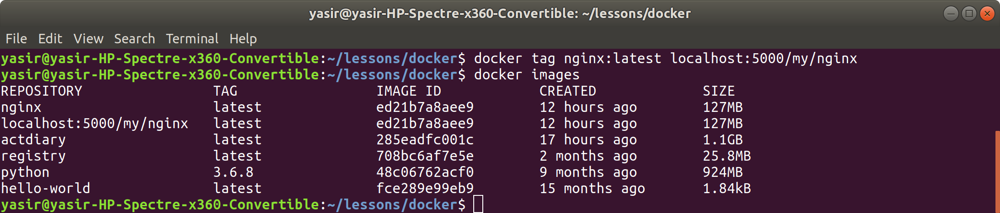 yasir@yasir-HP-Spectre-x360-Convertible: ~/lessons/docker
File Edit View Search Terminal Help
yasir@yasir-HP-Spectre-x360-Convertible:~/lessons/docker$ docker tag nginx:latest localhost:5000/my/nginx
yasir@yasir-HP-Spectre-x360-Convertible:~/lessons/docker$ docker images
REPOSITORY TAG IMAGE ID CREATED SIZE
nginx latest ed21b7a8aee9 12 hours ago 127MB
localhost:5000/my/nginx latest ed21b7a8aee9 12 hours ago 127MB
actdiary latest 285eadfc001c 17 hours ago 1.1GB
registry latest 708bc6af7e5e 2 months ago 25.8MB
python 3.6.8 48c06762acf0 9 months ago 924MB
hello-world latest fce289e99eb9 15 months ago 1.84kB
yasir@yasir-HP-Spectre-x360-Convertible:~/lessons/docker$